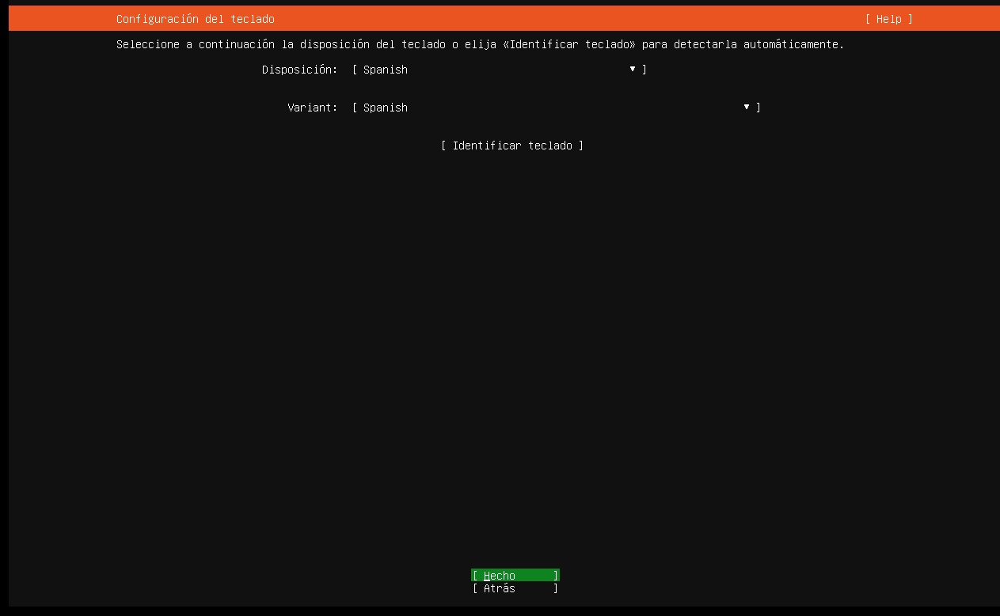 Configuración del teclado [ Help ]
Seleccione a continuación la disposición del teclado o elija «Identificar teclado» para detectarla automáticamente.
Disposición: [ Spanish ▾ ]
Variant: [ Spanish ▾ ]
[ Identificar teclado ]
[ Hecho ]
[ Atrás ]